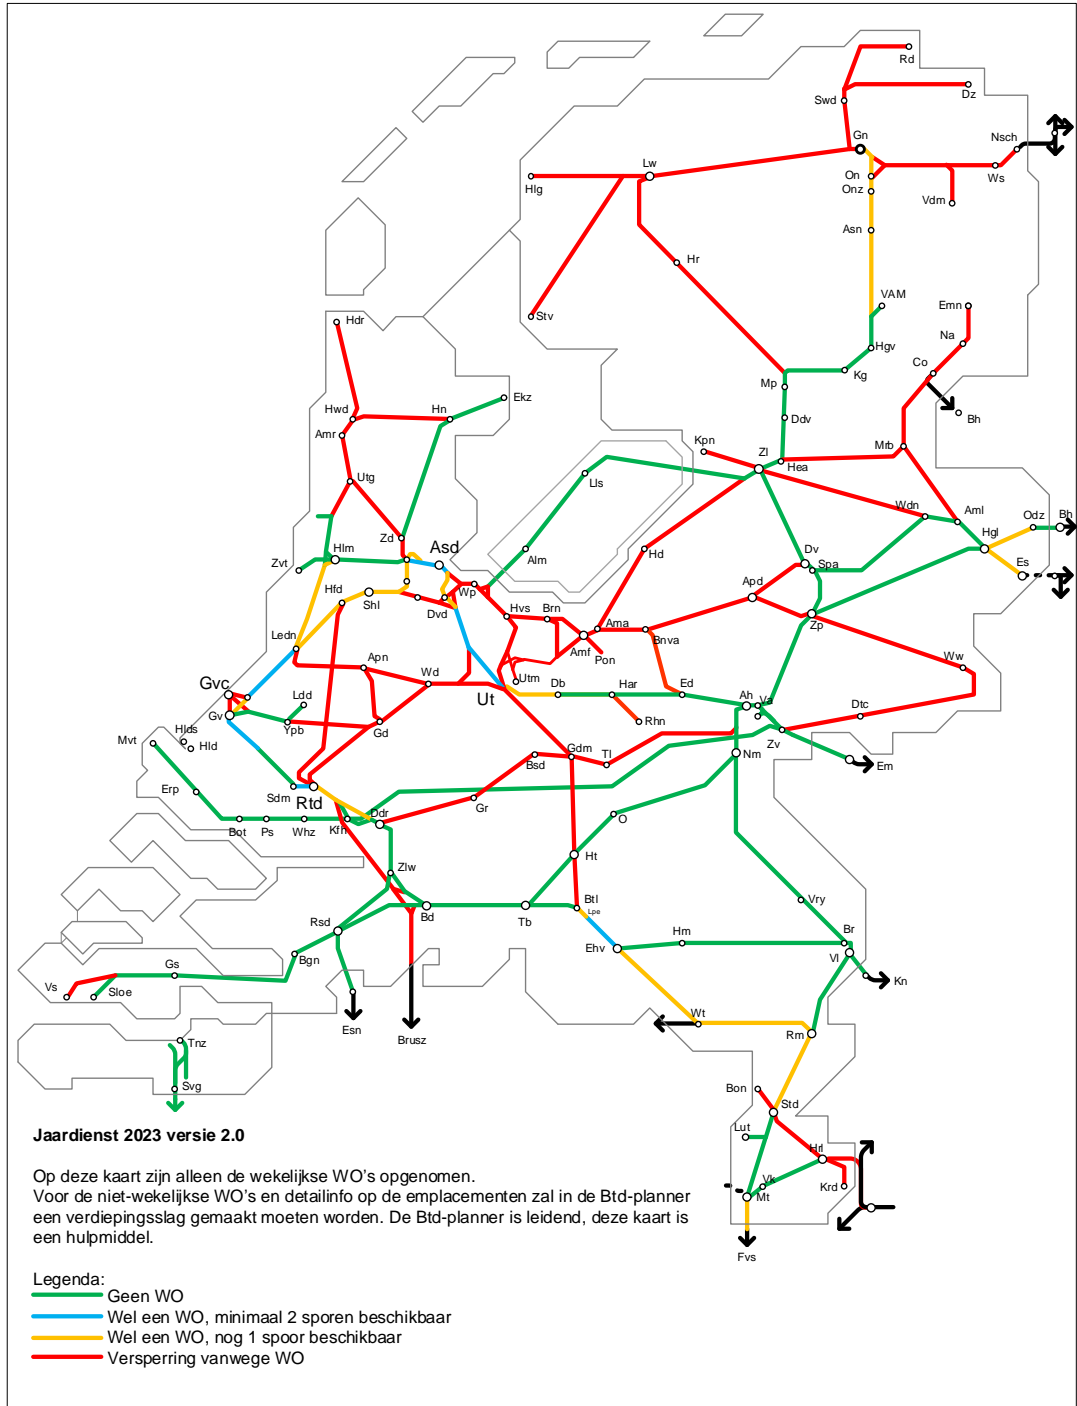 Rd
Dz
Swd
Gn
Nsch
Lw
On
Ws
Hlg
Onz
Vdm
Asn
Hr
VAM
Emn
Stv
Hdr
Na
Hgv
Co
Kg
Mp
Ekz
Hwd
Hn
Ddv
Bh
Amr
Kpn
Mrb
Zl
Hea
Utg
Lls
Wdn
Aml
Odz
Bh
Zd
Asd
Hgl
Hlm
Alm
Hd
Dv
Zvt
Spa
Es
Wp
Apd
Hfd
Shl
Dvd
Hvs
Brn
Ama
Zp
Ledn
Bnva
Amf
Pon
Apn
Ww
Gvc
Wd
Utm
Ldd
Ut
Db
Har
Ed
Ah
Va
Gv
Dtc
Hlds
Ypb
Gd
Rhn
Mvt
Hld
Zv
Gdm
Bsd
Tl
Nm
Em
Erp
Sdm
Rtd
Gr
Ddr
O
Bot
Ps
Whz
Kfh
Ht
Zlw
Btl
Vry
Lpe
Rsd
Bd
Tb
Hm
Br
Ehv
Vl
Bgn
Gs
Kn
Vs
Sloe
Wt
Esn
Brusz
Rm
Tnz
Bon
Svg
Std
Lut
Hrl
Vk
Krd
Mt
Fvs
Jaardienst 2023 versie 2.0
Op deze kaart zijn alleen de wekelijkse WO's opgenomen.
Voor de niet-wekelijkse WO's en detailinfo op de emplacementen zal in de Btd-planner
een verdiepingsslag gemaakt moeten worden. De Btd-planner is leidend, deze kaart is
een hulpmiddel.
Legenda:
Geen WO
Wel een WO, minimaal 2 sporen beschikbaar
Wel een WO, nog 1 spoor beschikbaar
Versperring vanwege WO